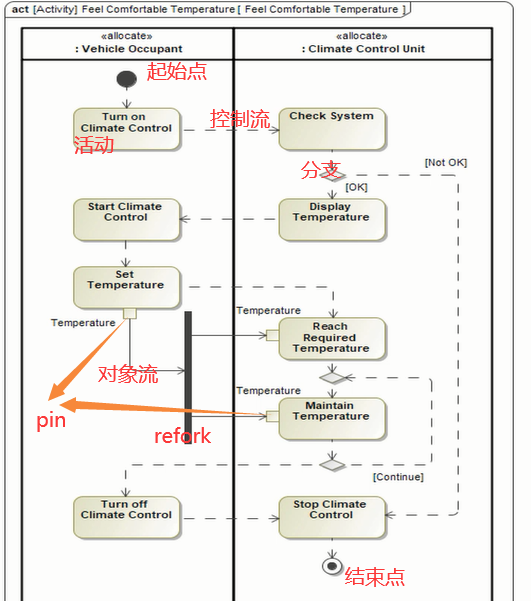 act [Activity] Feel Comfortable Temperature [ Feel Comfortable Temperature ]
«allocate»
: Vehicle Occupant
«allocate»
: Climate Control Unit
起始点
Turn on
Climate Control
活动
控制流
Check System
分支
[Not OK]
[OK]
Start Climate
Control
Display
Temperature
Set
Temperature
Temperature
Temperature
Reach
Required
Temperature
对象流
Temperature
pin
refork
Maintain
Temperature
[Continue]
Turn off
Climate Control
Stop Climate
Control
结束点